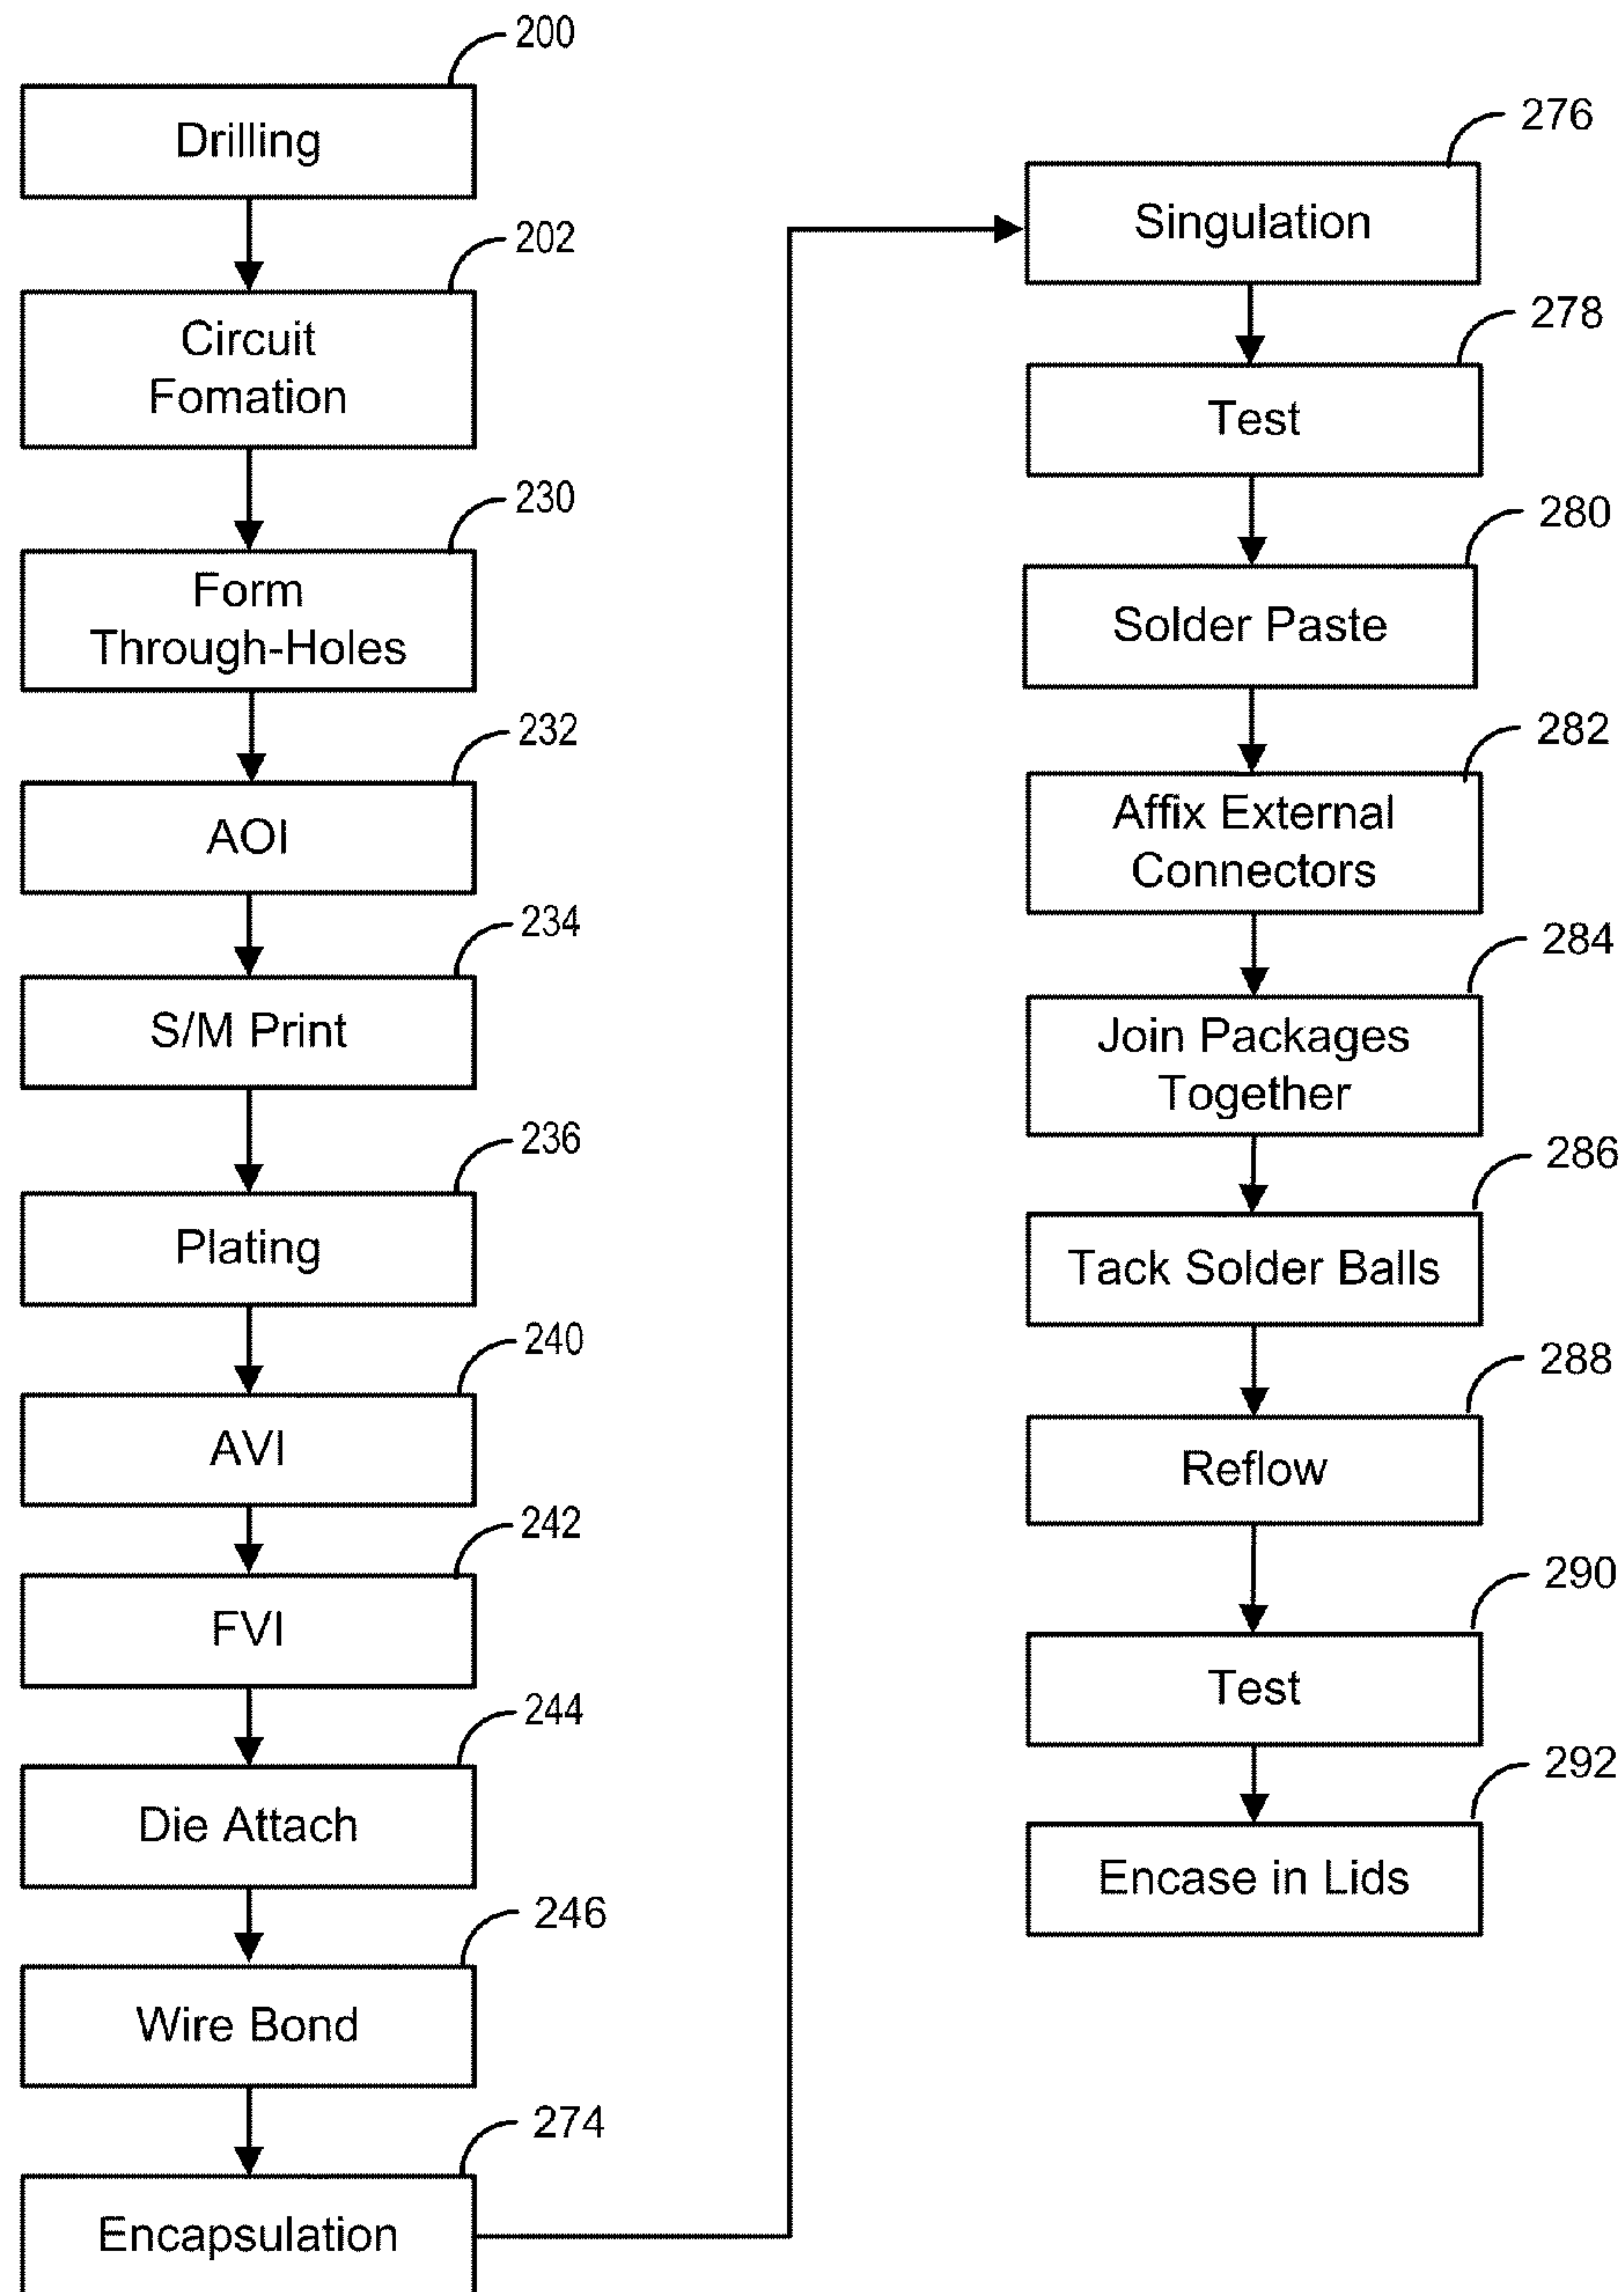 200
Drilling
202
Circuit
Fomation
230
Form
Through-Holes
232
AOI
234
S/M Print
236
Plating
240
AVI
242
FVI
244
Die Attach
246
Wire Bond
274
Encapsulation
276
Singulation
278
Test
280
Solder Paste
282
Affix External
Connectors
284
Join Packages
Together
286
Tack Solder Balls
288
Reflow
290
Test
292
Encase in Lids